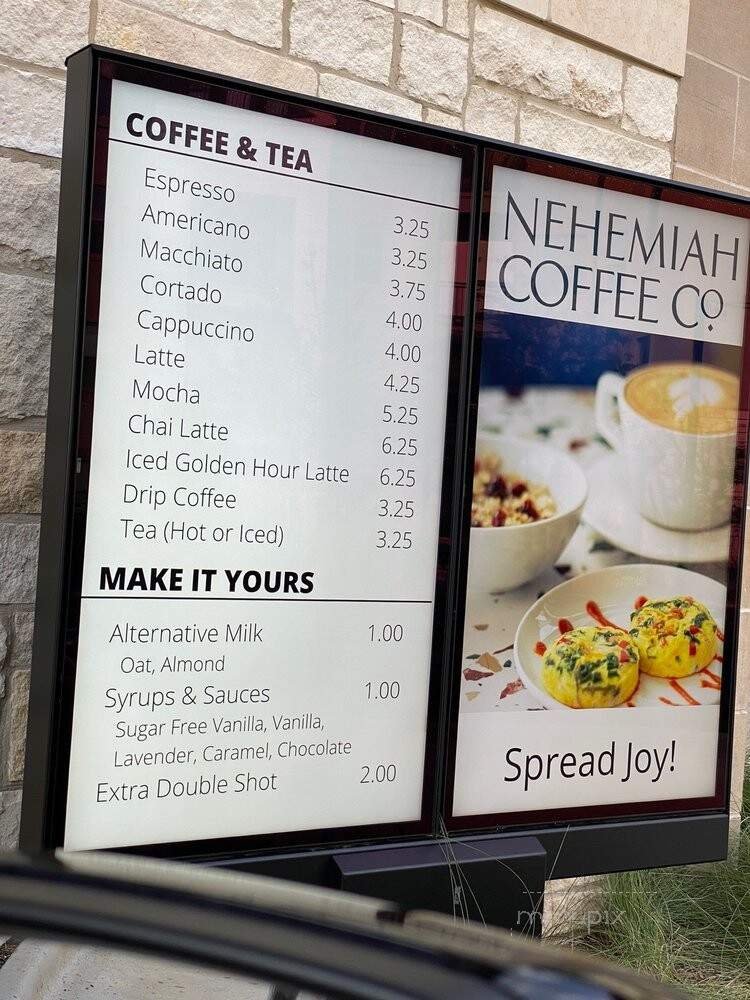 COFFEE & TEA
Espresso 3.25
Americano 3.25
Macchiato 3.75
Cortado 4.00
Cappuccino 4.00
Latte 4.25
Mocha 5.25
Chai Latte 6.25
Iced Golden Hour Latte 6.25
Drip Coffee 3.25
Tea (Hot or Iced) 3.25
MAKE IT YOURS
Alternative Milk 1.00
Oat, Almond
Syrups & Sauces 1.00
Sugar Free Vanilla, Vanilla,
Lavender, Caramel, Chocolate
Extra Double Shot 2.00
NEHEMIAH
COFFEE CO
Spread Joy!
menupix